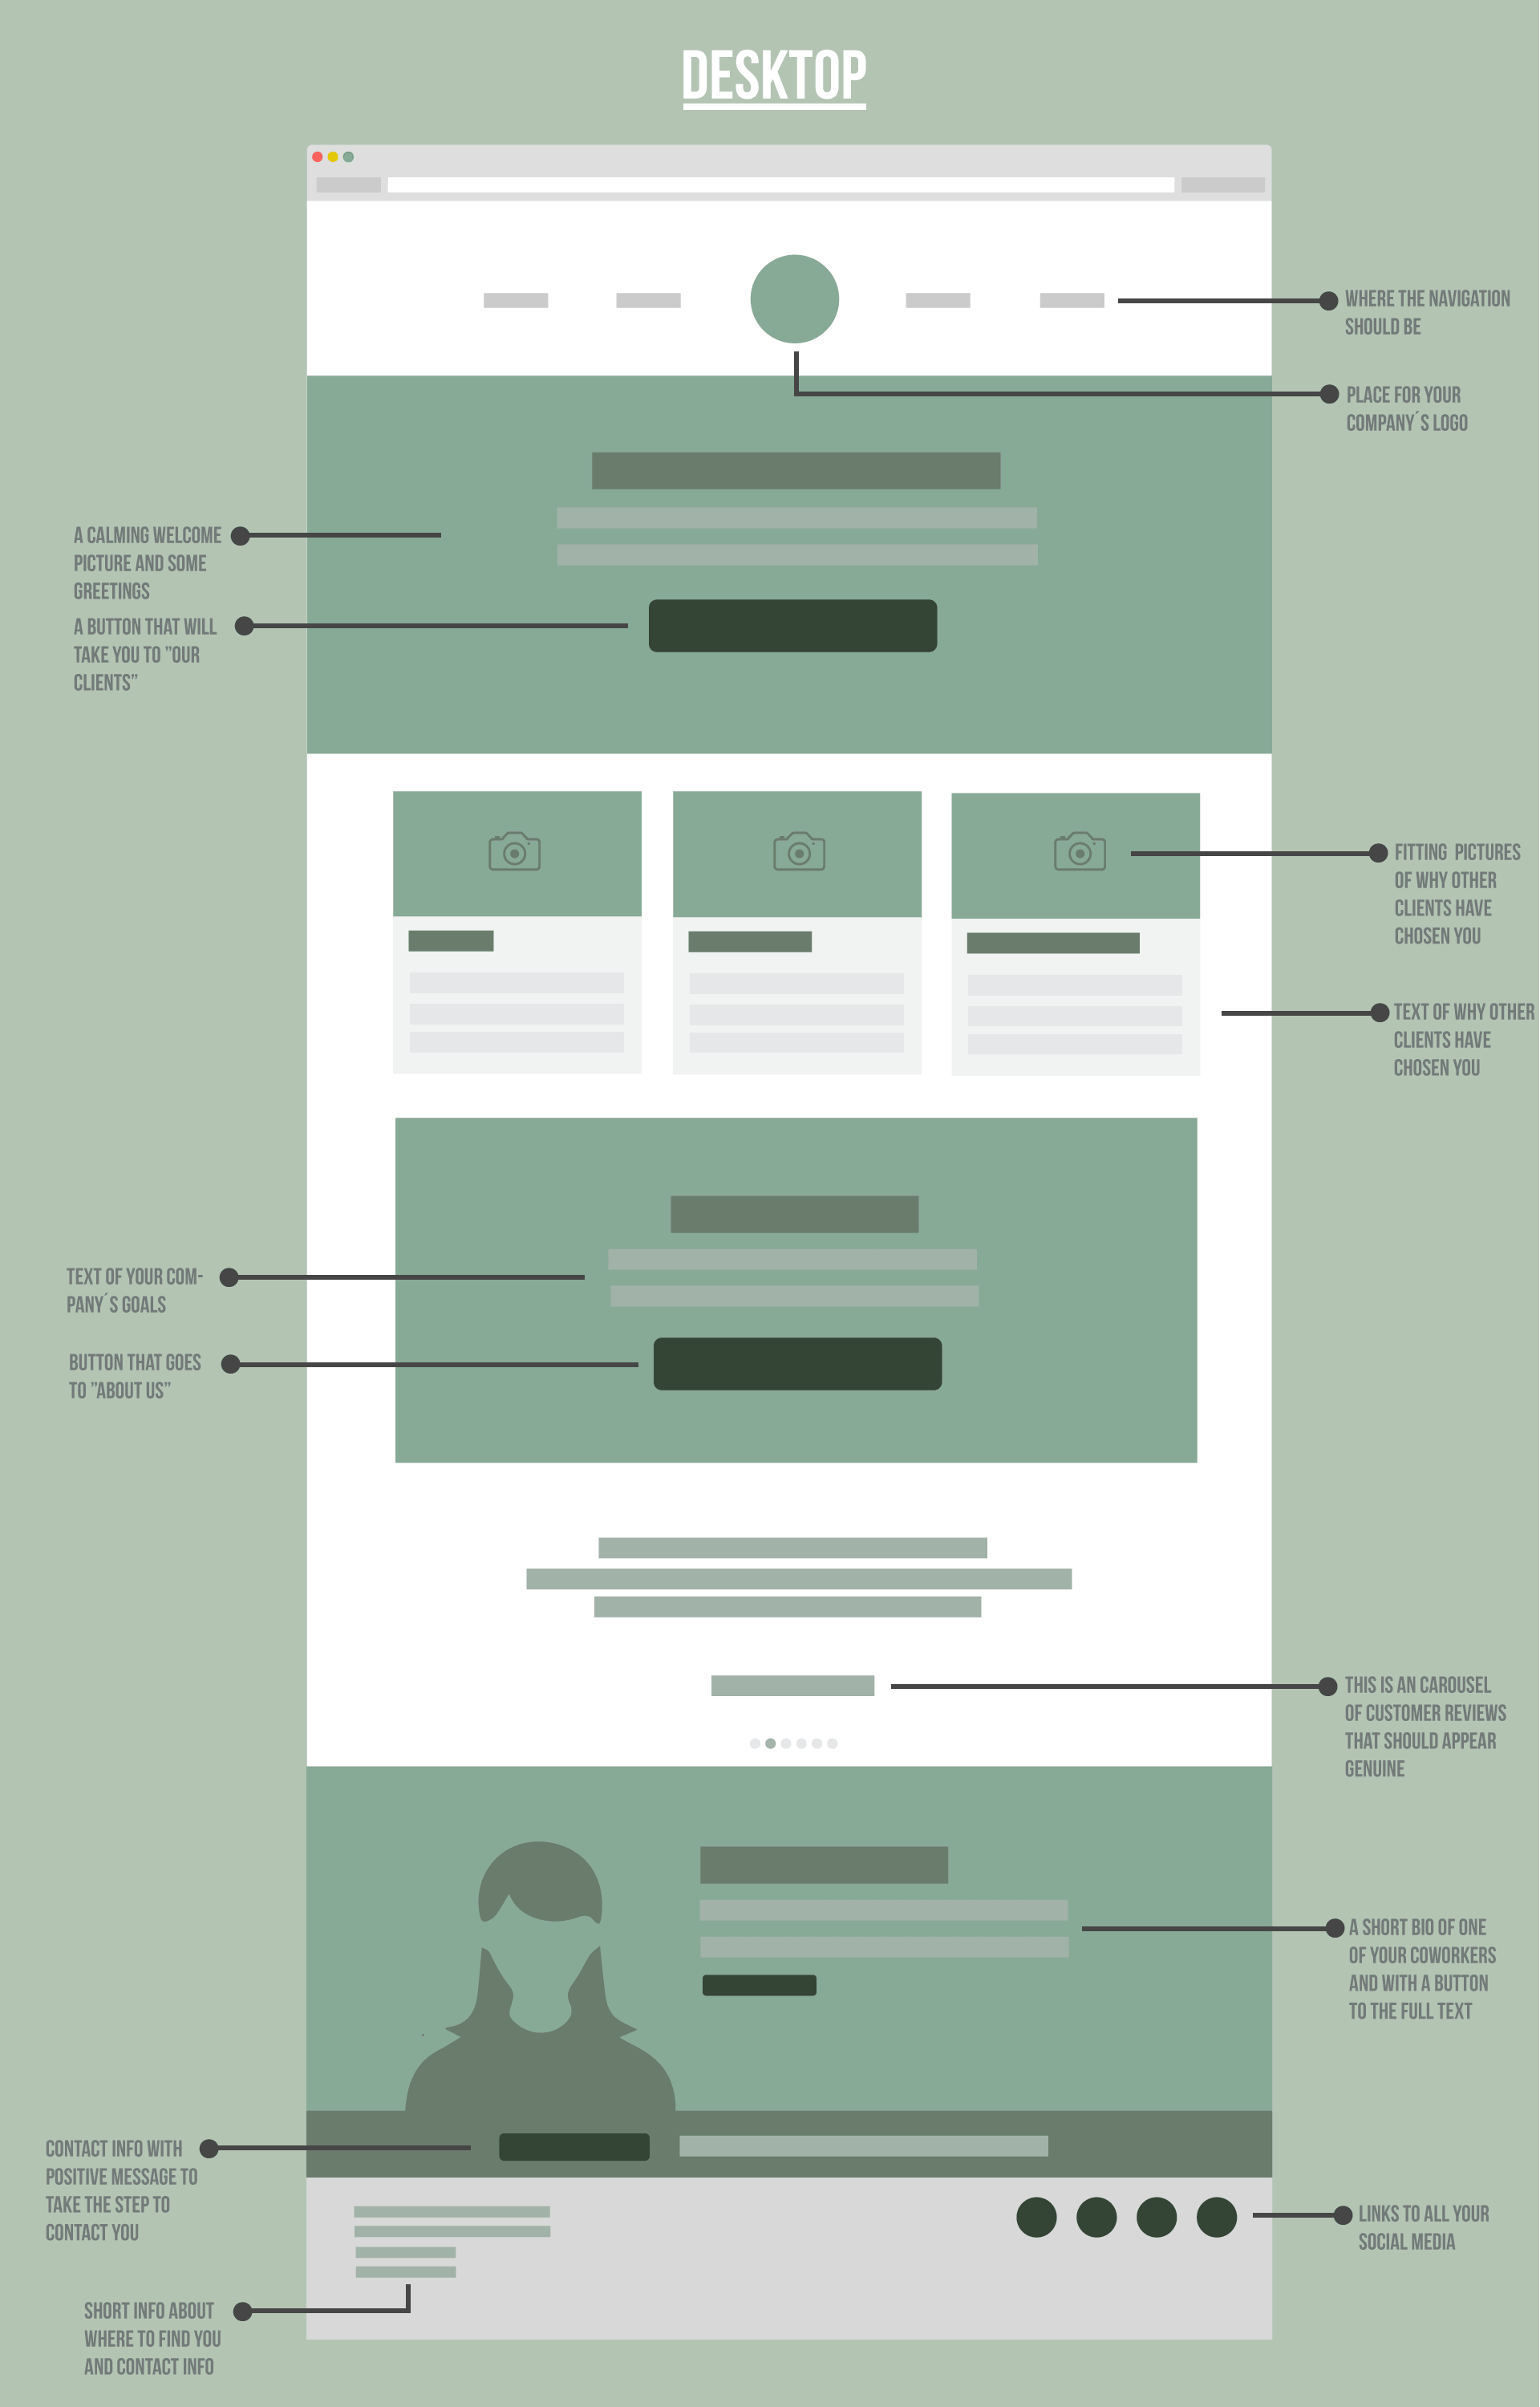 DESKTOP
WHERE THE NAVIGATION
SHOULD BE
PLACE FOR YOUR
COMPANY´S LOGO
A CALMING WELCOME
PICTURE AND SOME
GREETINGS
A BUTTON THAT WILL
TAKE YOU TO ”OUR
CLIENTS”
FITTING  PICTURES
OF WHY OTHER
CLIENTS HAVE
CHOSEN YOU
TEXT OF WHY OTHER
CLIENTS HAVE
CHOSEN YOU
TEXT OF YOUR COM-
PANY´S GOALS
BUTTON THAT GOES
TO ”ABOUT US”
THIS IS AN CAROUSEL
OF CUSTOMER REVIEWS
THAT SHOULD APPEAR
GENUINE
A SHORT BIO OF ONE
OF YOUR COWORKERS
AND WITH A BUTTON
TO THE FULL TEXT
CONTACT INFO WITH
POSITIVE MESSAGE TO
TAKE THE STEP TO
CONTACT YOU
LINKS TO ALL YOUR
SOCIAL MEDIA
SHORT INFO ABOUT
WHERE TO FIND YOU
AND CONTACT INFO